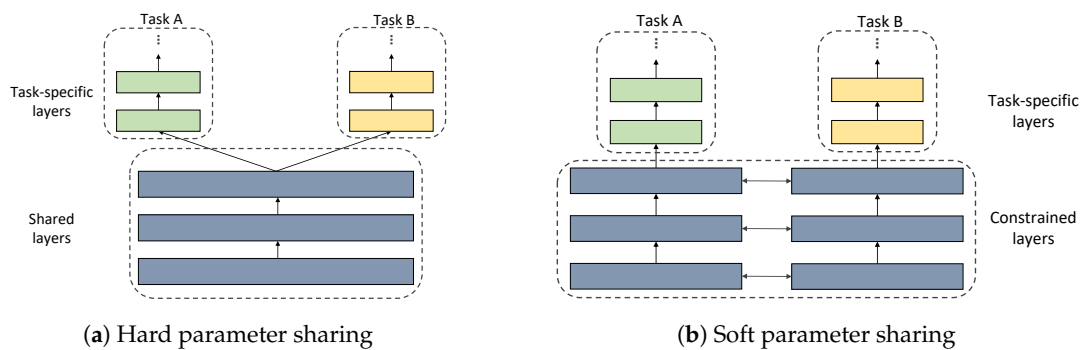 Task A
Task B
Task-specific
layers
Shared
layers
(a) Hard parameter sharing
Task A
Task B
Task-specific
layers
Constrained
layers
(b) Soft parameter sharing